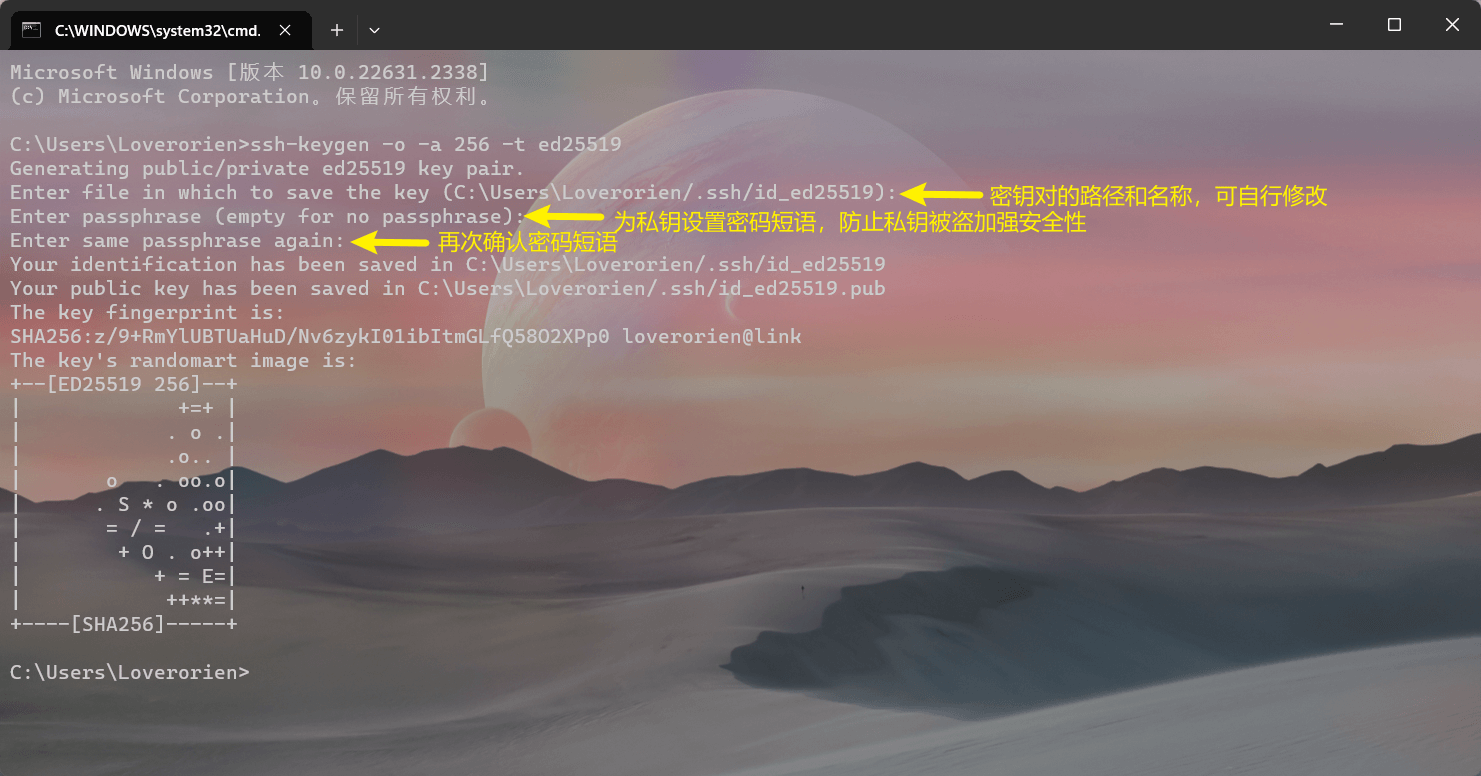 C:\WINDOWS\system32\cmd.
Microsoft Windows [版本 10.0.22631.2338]
(c) Microsoft Corporation。保留所有权利。
C:\Users\Loverorien>ssh-keygen -o -a 256 -t ed25519
Generating public/private ed25519 key pair.
Enter file in which to save the key (C:\Users\Loverorien/.ssh/id_ed25519): 密钥对的路径和名称，可自行修改
Enter passphrase (empty for no passphrase): 为私钥设置密码短语，防止私钥被盗加强安全性
Enter same passphrase again: 再次确认密码短语
Your identification has been saved in C:\Users\Loverorien/.ssh/id_ed25519
Your public key has been saved in C:\Users\Loverorien/.ssh/id_ed25519.pub
The key fingerprint is:
SHA256:z/9+RmYlUBTUaHuD/Nv6zykI01ibItmGLfQ58O2XPp0 loverorien@link
The key's randomart image is:
+--[ED25519 256]--+
|             +=+ |
|            . o .|
|            .o.. |
|       o   . oo.o|
|      . S * o .oo|
|       = / =   .+|
|        + O . o++|
|           + = E=|
|            ++**=|
+----[SHA256]-----+
C:\Users\Loverorien>